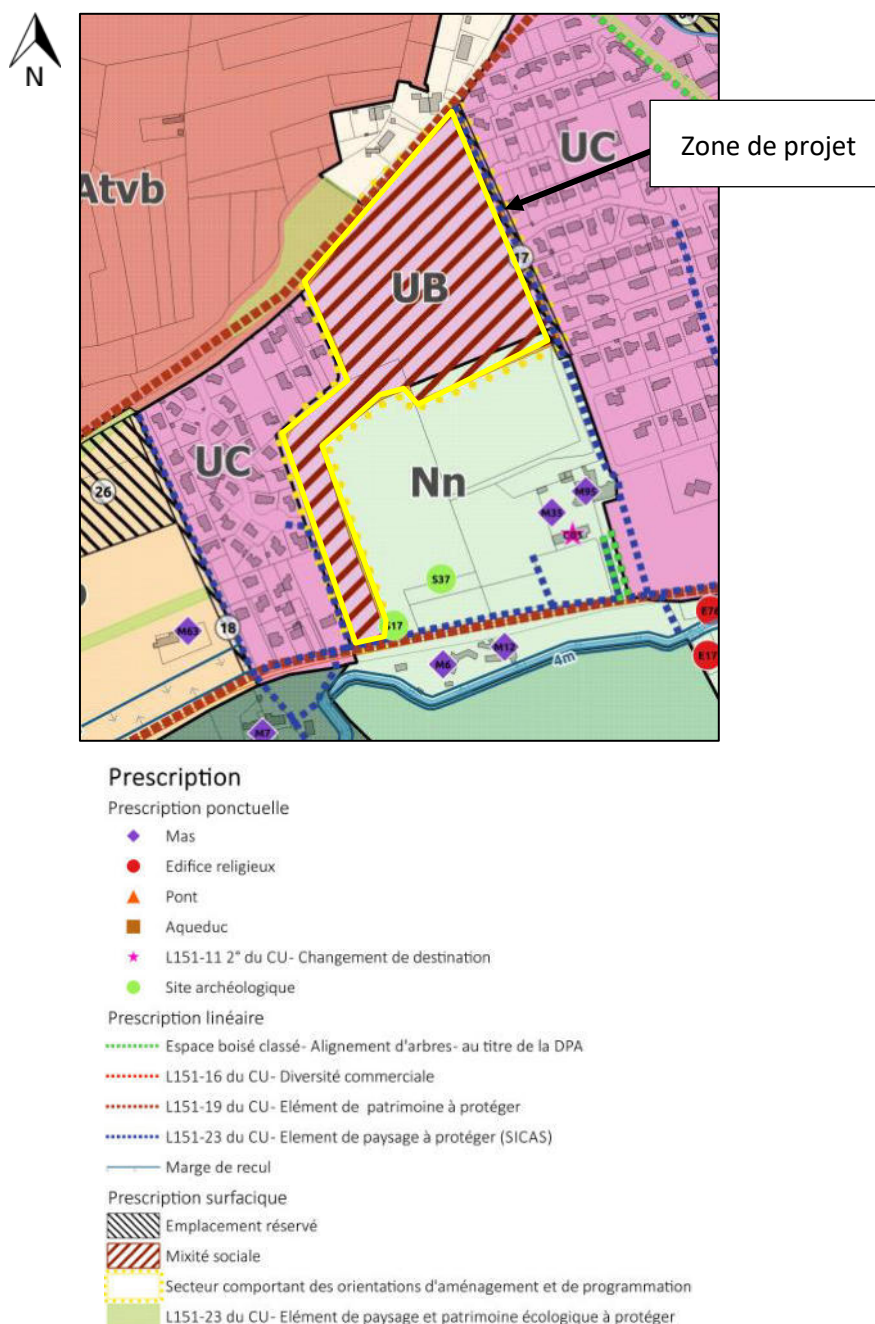 N
Zone de projet
UC
Atvb
17
UB
UC
26
Nn
M95
M33
S37
M63
18
S17
E76
M12
M6
4m
E17
M7
Prescription
Prescription ponctuelle
Mas
Edifice religieux
Pont
Aqueduc
L151-11 2° du CU- Changement de destination
Site archéologique
Prescription linéaire
Espace boisé classé- Alignement d'arbres- au titre de la DPA
L151-16 du CU- Diversité commerciale
L151-19 du CU- Elément de patrimoine à protéger
L151-23 du CU- Element de paysage à protéger (SICAS)
Marge de recul
Prescription surfacique
Emplacement réservé
Mixité sociale
Secteur comportant des orientations d'aménagement et de programmation
L151-23 du CU- Elément de paysage et patrimoine écologique à protéger